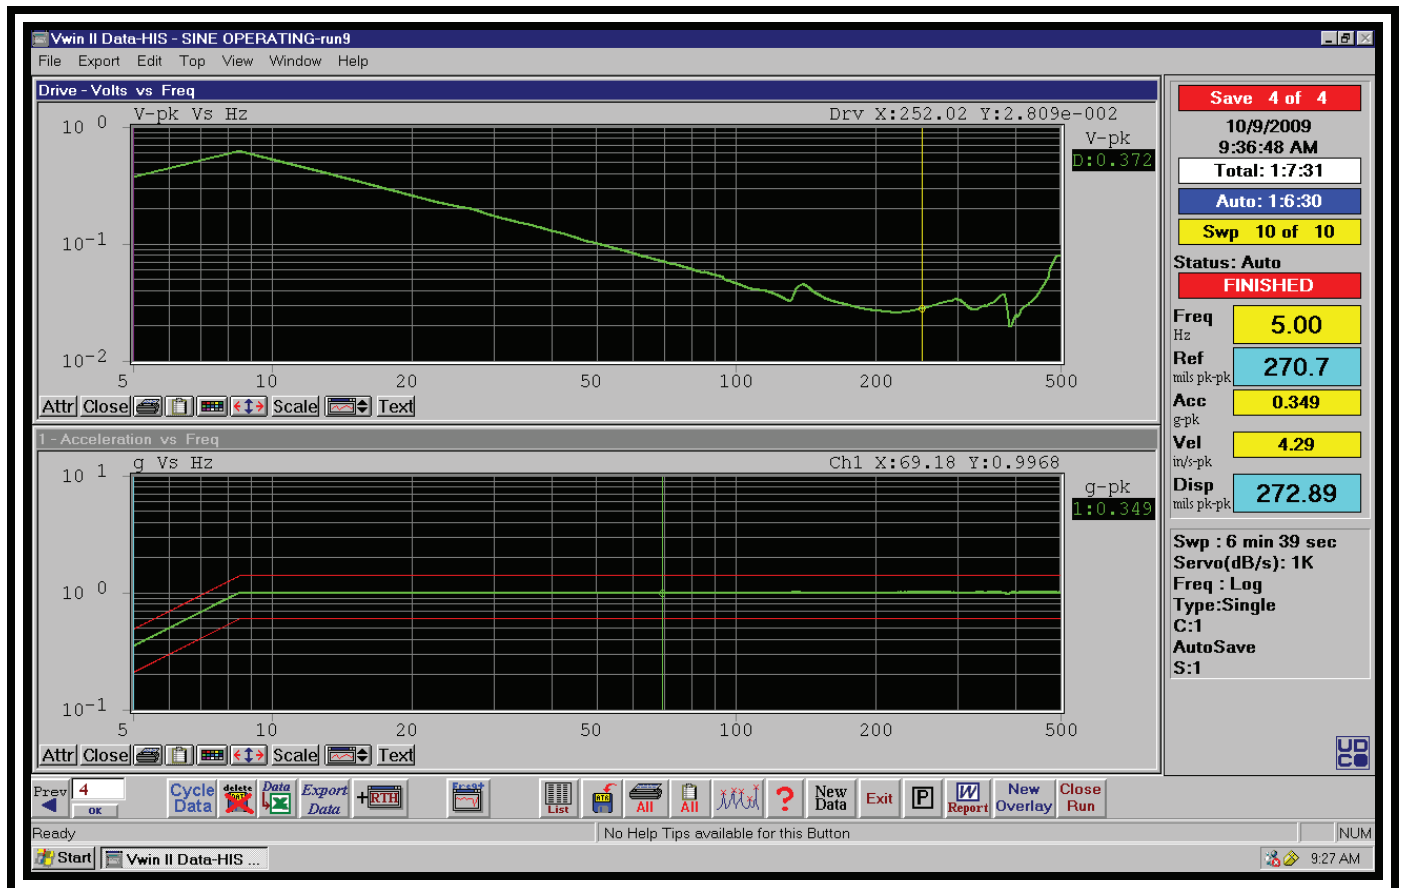 Vwin II Data-HIS - SINE OPERATING-run9
File Export Edit Top View Window Help
Drive - Volts vs Freq
V-pk Vs Hz Drv X:252.02 Y:2.809e-002
V-pk
D:0.372
10 0
10-1
10-2
5 10 20 50 100 200 500
Attr Close Scale Text
1 - Acceleration vs Freq
g Vs Hz Ch1 X:69.18 Y:0.9968
g-pk
1:0.349
10 1
10 0
10-1
5 10 20 50 100 200 500
Attr Close Scale Text
Save 4 of 4
10/9/2009
9:36:48 AM
Total: 1:7:31
Auto: 1:6:30
Swp 10 of 10
Status: Auto
FINISHED
Freq 5.00
Hz
Ref 270.7
mils pk-pk
Acc 0.349
g-pk
Vel 4.29
in/s-pk
Disp 272.89
mils pk-pk
Swp : 6 min 39 sec
Servo(dB/s): 1K
Freq : Log
Type:Single
C:1
AutoSave
S:1
UD
CO
Prev 4
OK
Cycle Data
delete
Data
Export Data
+RTH
List
All
All
?
New Data
Exit
P
W Report
New Overlay
Close Run
Ready No Help Tips available for this Button NUM
Start Vwin II Data-HIS ... 9:27 AM